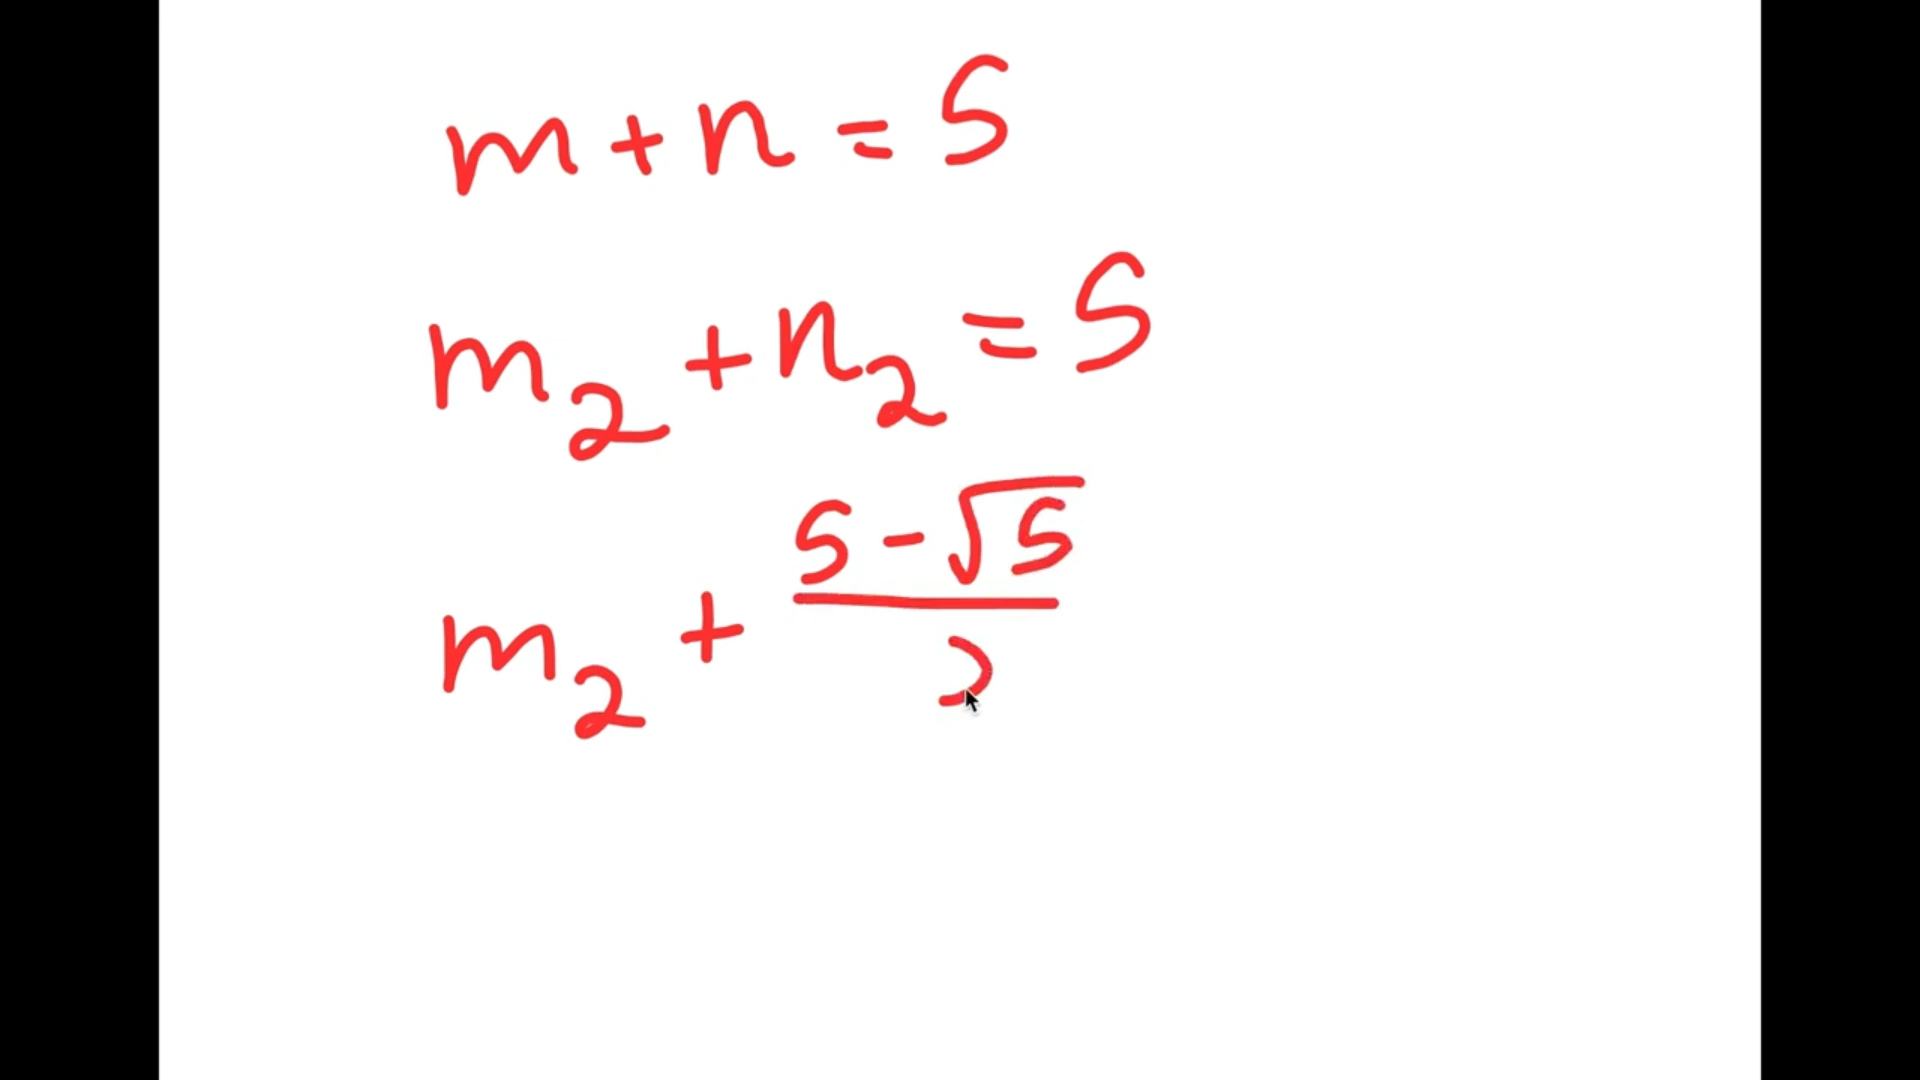 m + n = 5
m₂ + n₂ = 5
m₂ + (5 - √5)/2